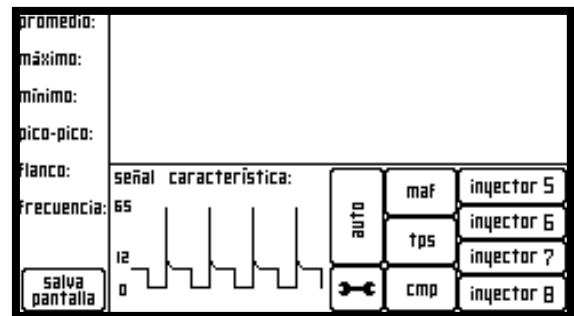 promedio:
máximo:
mínimo:
pico-pico:
flanco:
frecuencia:
salva
pantalla
señal característica:
65
12
0
auto
maf
tps
cmp
inyector 5
inyector 6
inyector 7
inyector 8